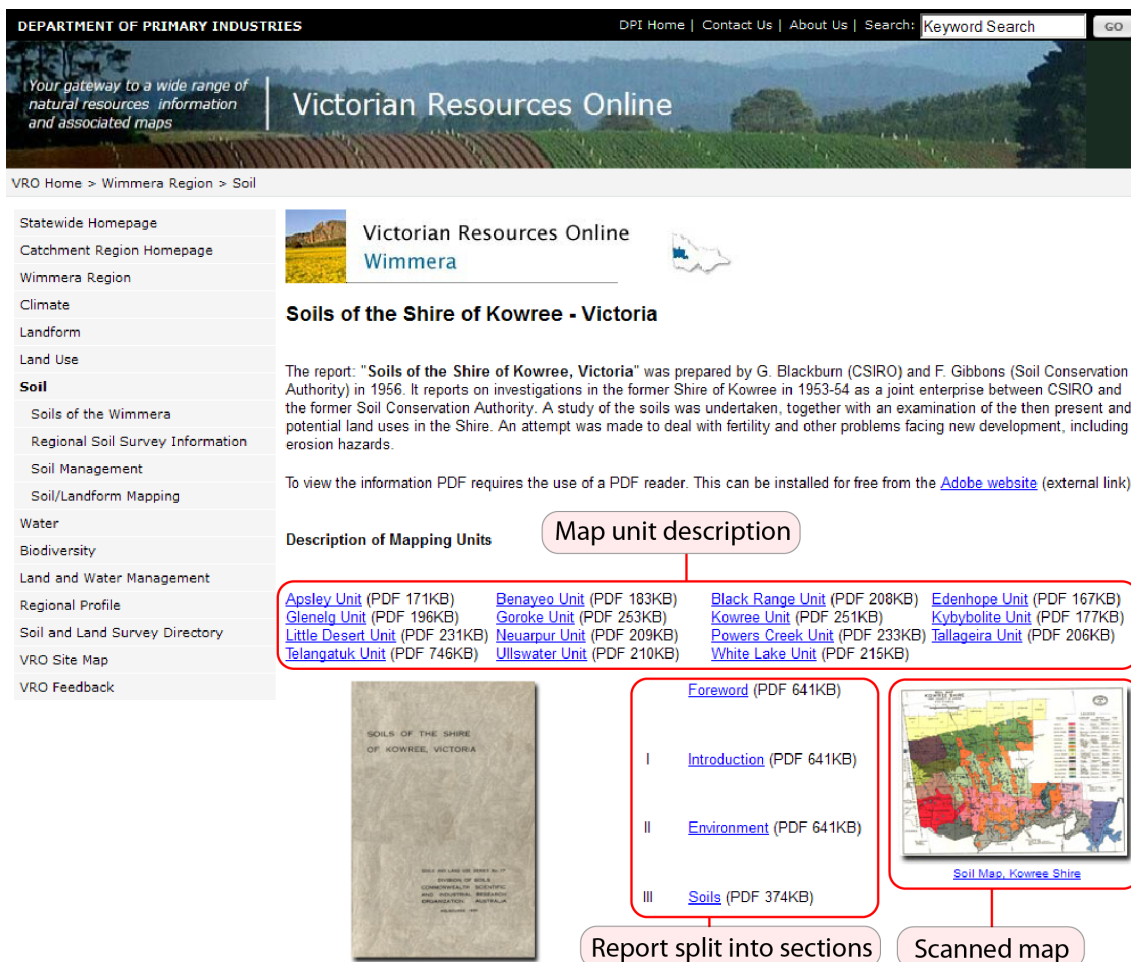 DEPARTMENT OF PRIMARY INDUSTRIES
DPI Home | Contact Us | About Us | Search: Keyword Search GO
Your gateway to a wide range of
natural resources information
and associated maps
Victorian Resources Online
VRO Home > Wimmera Region > Soil
Statewide Homepage
Catchment Region Homepage
Wimmera Region
Climate
Landform
Land Use
Soil
Soils of the Wimmera
Regional Soil Survey Information
Soil Management
Soil/Landform Mapping
Water
Biodiversity
Land and Water Management
Regional Profile
Soil and Land Survey Directory
VRO Site Map
VRO Feedback
Victorian Resources Online
Wimmera
Soils of the Shire of Kowree - Victoria
The report: "Soils of the Shire of Kowree, Victoria" was prepared by G. Blackburn (CSIRO) and F. Gibbons (Soil Conservation
Authority) in 1956. It reports on investigations in the former Shire of Kowree in 1953-54 as a joint enterprise between CSIRO and
the former Soil Conservation Authority. A study of the soils was undertaken, together with an examination of the then present and
potential land uses in the Shire. An attempt was made to deal with fertility and other problems facing new development, including
erosion hazards.
To view the information PDF requires the use of a PDF reader. This can be installed for free from the Adobe website (external link)
Map unit description
Description of Mapping Units
Apsley Unit (PDF 171KB) Benayeo Unit (PDF 183KB) Black Range Unit (PDF 208KB) Edenhope Unit (PDF 167KB)
Glenelg Unit (PDF 196KB) Goroke Unit (PDF 253KB) Kowree Unit (PDF 251KB) Kybybolite Unit (PDF 177KB)
Little Desert Unit (PDF 231KB) Neuarpur Unit (PDF 209KB) Powers Creek Unit (PDF 233KB) Tallageira Unit (PDF 206KB)
Telangatuk Unit (PDF 746KB) Ullswater Unit (PDF 210KB) White Lake Unit (PDF 215KB)
SOILS OF THE SHIRE
OF KOWREE, VICTORIA
DIVISION OF SOILS
COMMONWEALTH SCIENTIFIC
AND INDUSTRIAL RESEARCH
ORGANIZATION AUSTRALIA
Foreword (PDF 641KB)
I Introduction (PDF 641KB)
II Environment (PDF 641KB)
III Soils (PDF 374KB)
KOWREE SHIRE
Soil Map, Kowree Shire
Report split into sections
Scanned map